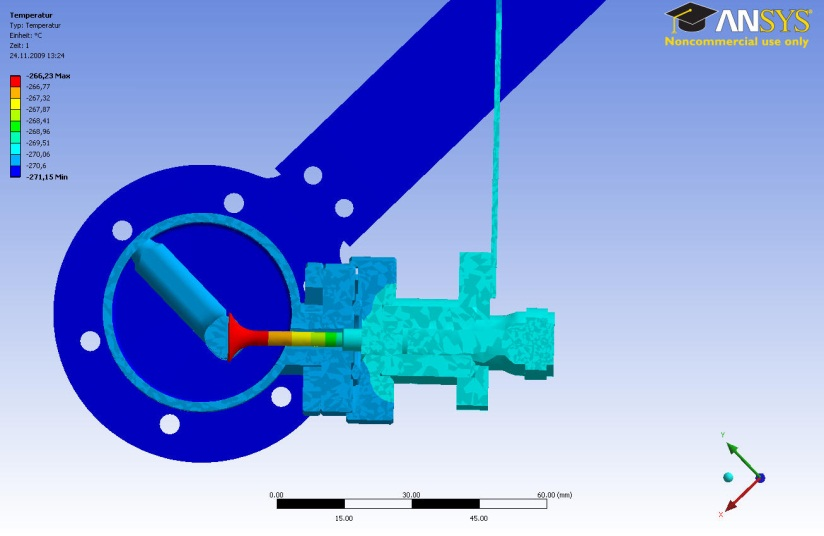 Temperatur
Typ: Temperatur
Einheit: °C
Zeit: 1
24.11.2009 13:24
-266,23 Max
-266,77
-267,32
-267,87
-268,41
-268,96
-269,51
-270,06
-270,6
-271,15 Min
ANSYS
Noncommercial use only
0.00 30.00 60.00 (mm)
15.00 45.00
Y
X